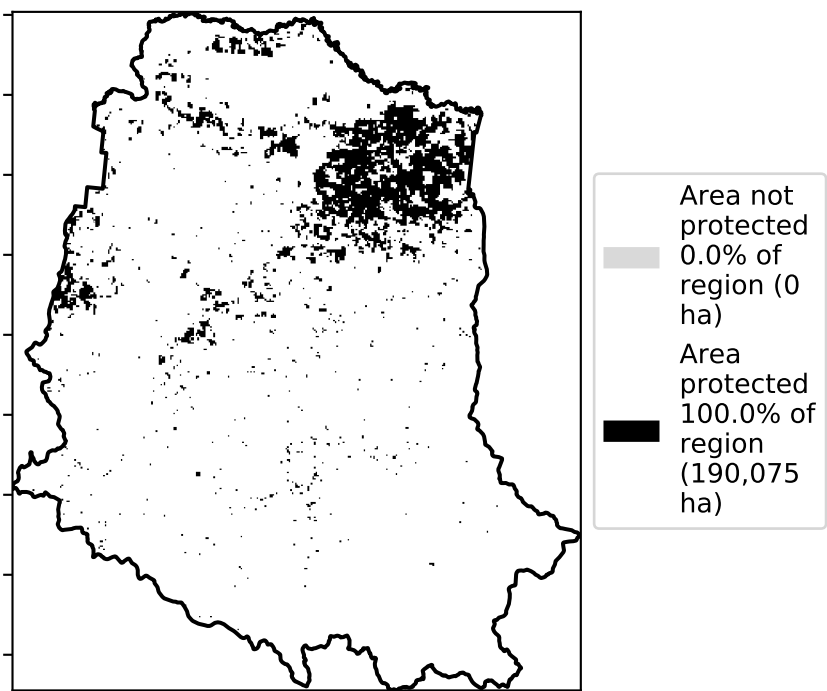 Area not
protected
0.0% of
region (0
ha)
Area
protected
100.0% of
region
(190,075
ha)